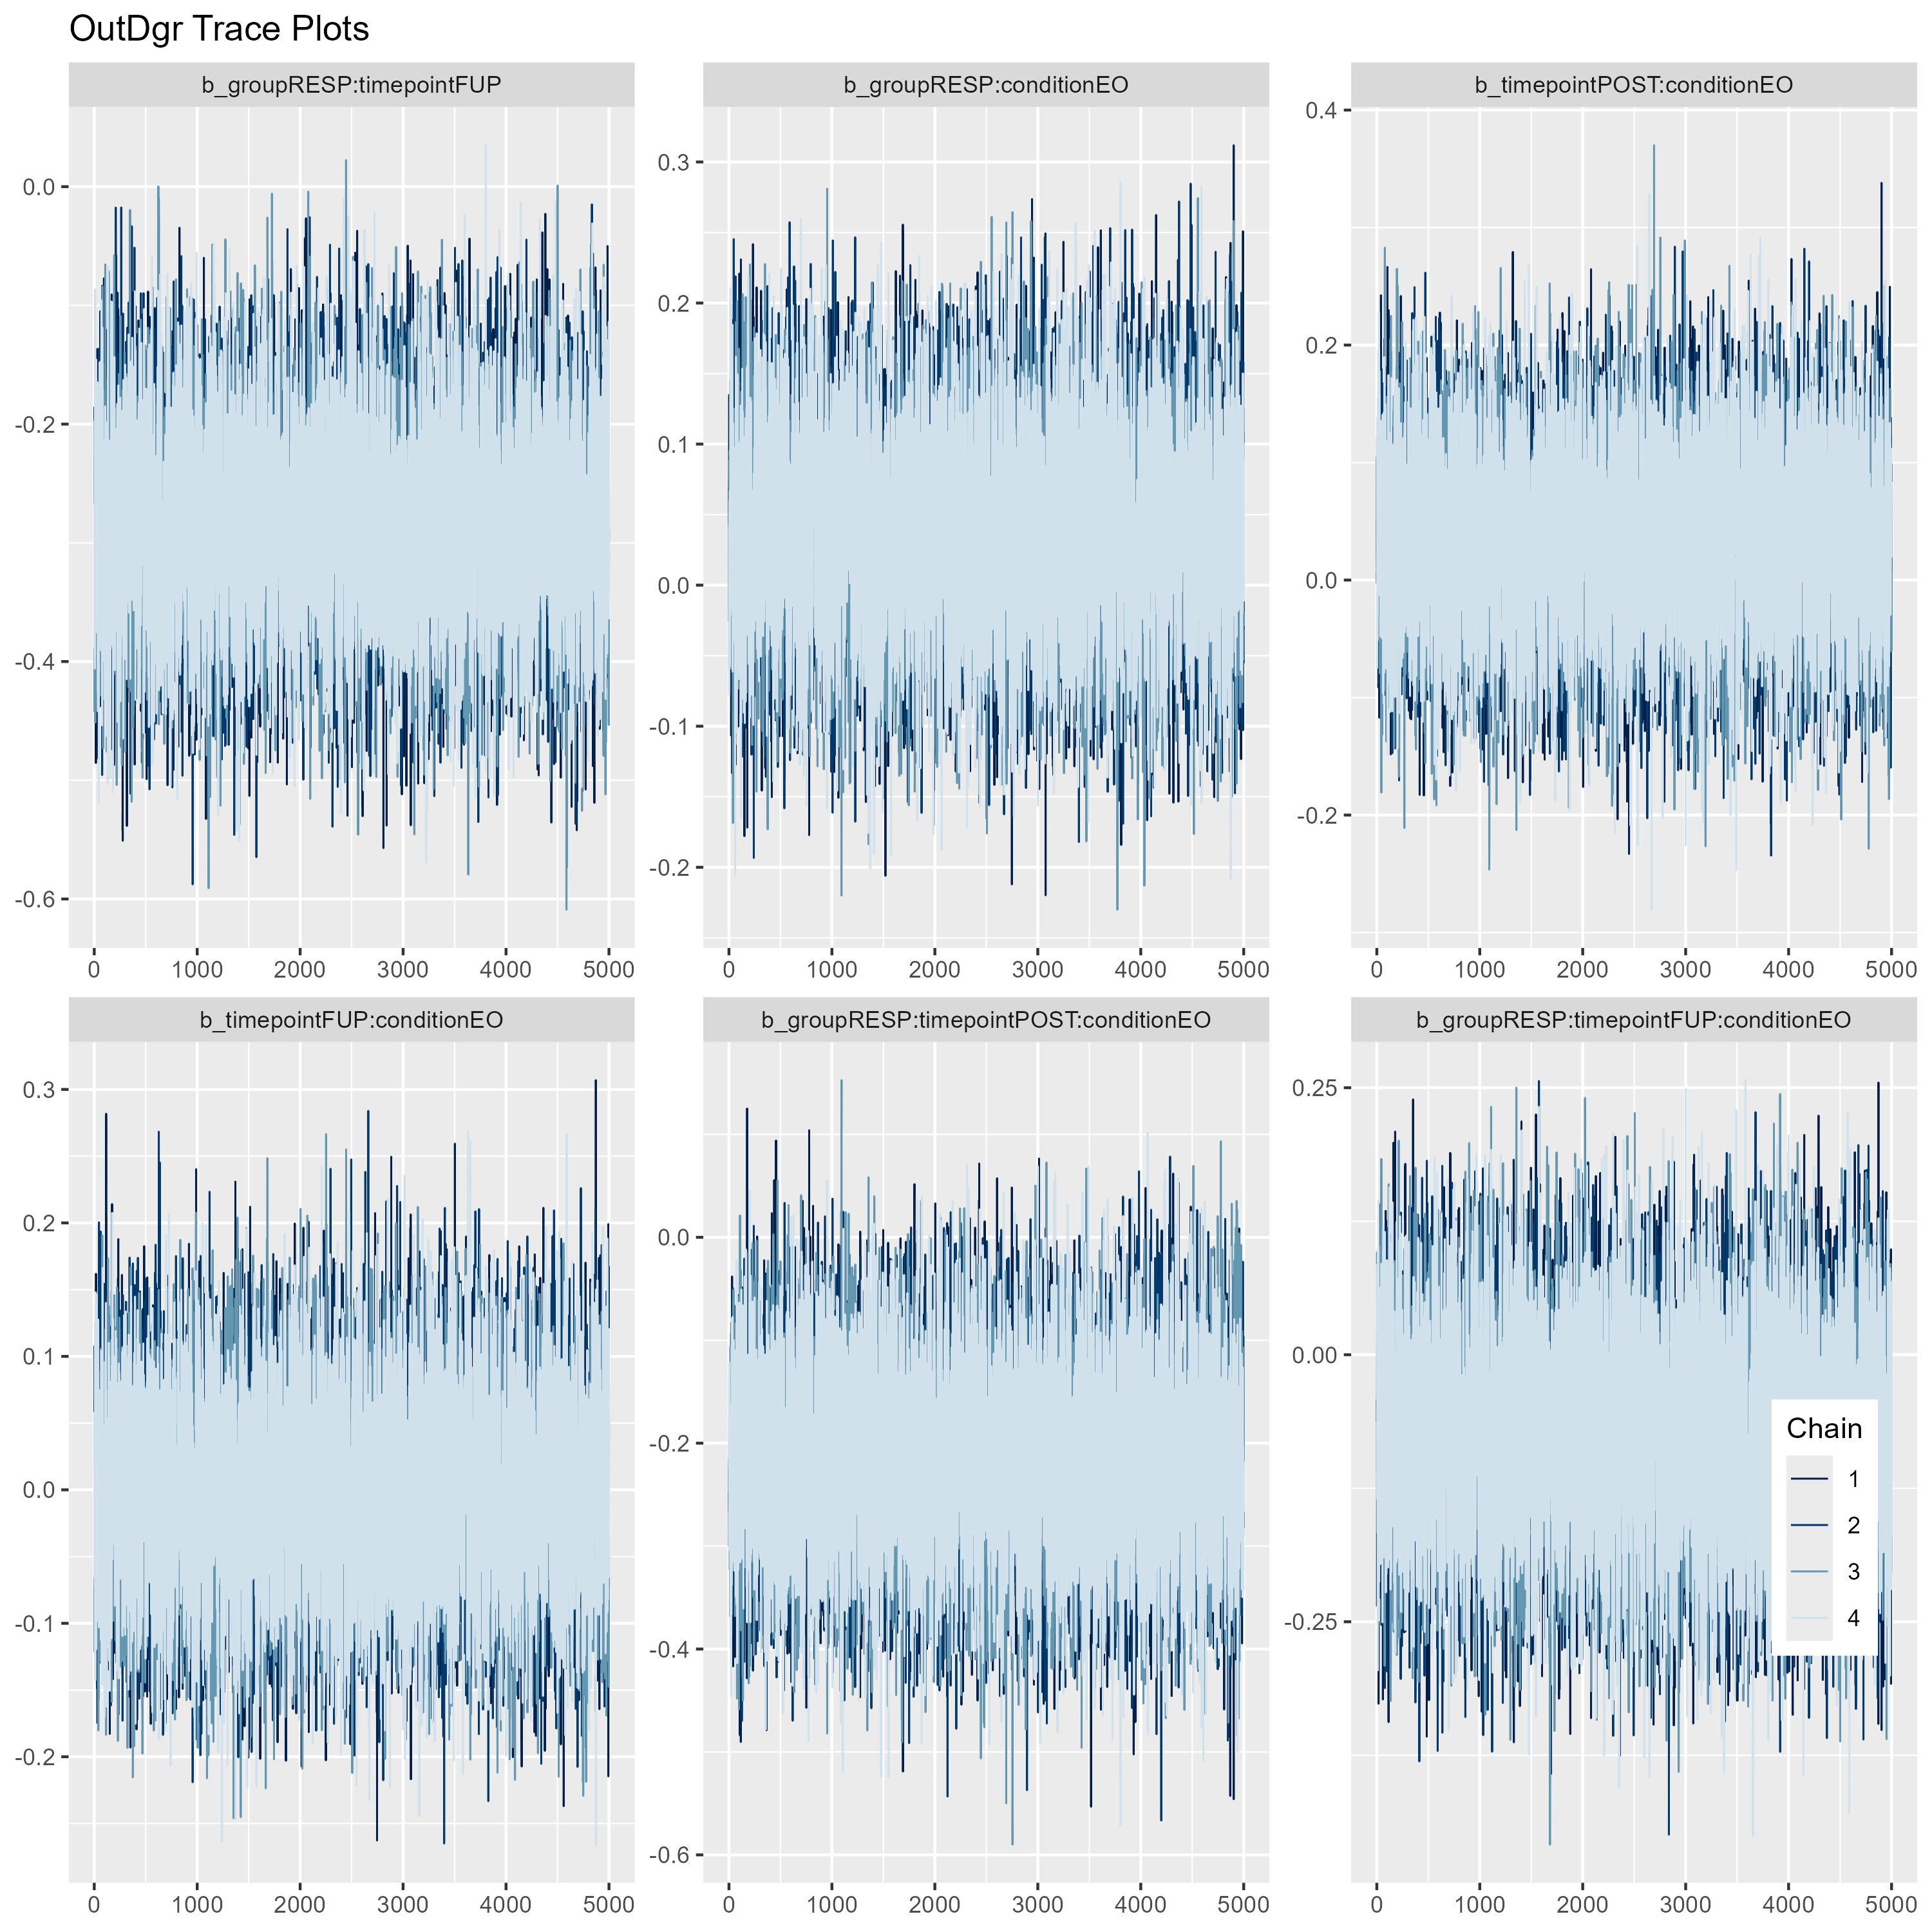 OutDgr Trace Plots
b_groupRESP:timepointFUP
b_groupRESP:conditionEO
b_timepointPOST:conditionEO
0.0
-0.2
-0.4
-0.6
0.3
0.2
0.1
0.0
-0.1
-0.2
0.4
0.2
0.0
-0.2
0 1000 2000 3000 4000 5000
0 1000 2000 3000 4000 5000
0 1000 2000 3000 4000 5000
b_timepointFUP:conditionEO
b_groupRESP:timepointPOST:conditionEO
b_groupRESP:timepointFUP:conditionEO
0.3
0.2
0.1
0.0
-0.1
-0.2
0.0
-0.2
-0.4
-0.6
0.25
0.00
-0.25
Chain
1
2
3
4
0 1000 2000 3000 4000 5000
0 1000 2000 3000 4000 5000
0 1000 2000 3000 4000 5000